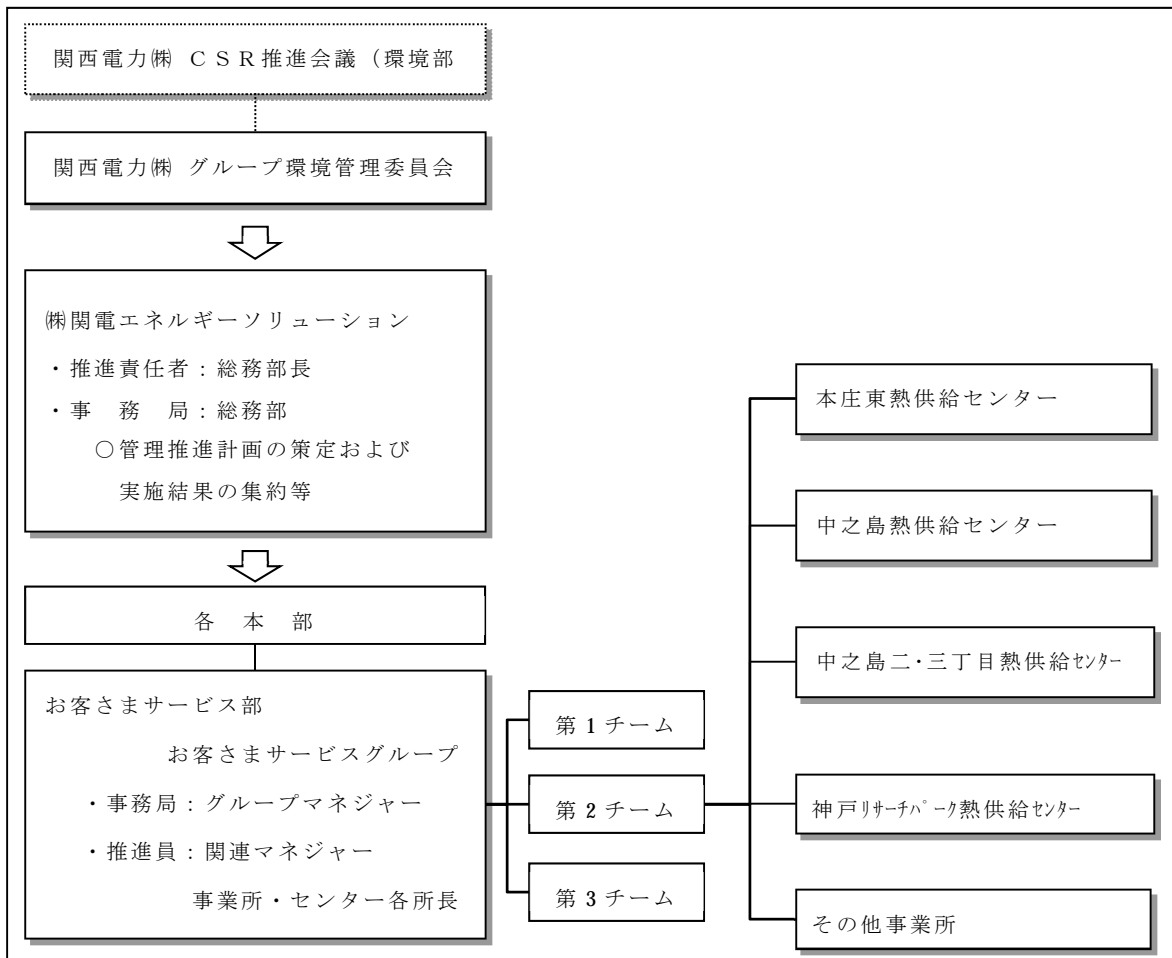 関西電力㈱ CSR推進会議（環境部
関西電力㈱ グループ環境管理委員会
㈱関電エネルギーソリューション
・推進責任者：総務部長
・事　務　局：総務部
○管理推進計画の策定および
実施結果の集約等
各　本　部
お客さまサービス部
お客さまサービスグループ
・事務局：グループマネジャー
・推進員：関連マネジャー
事業所・センター各所長
第1チーム
第2チーム
第3チーム
本庄東熱供給センター
中之島熱供給センター
中之島二・三丁目熱供給ｾﾝﾀｰ
神戸ﾘｻｰﾁﾊﾟｰｸ熱供給ｾﾝﾀｰ
その他事業所